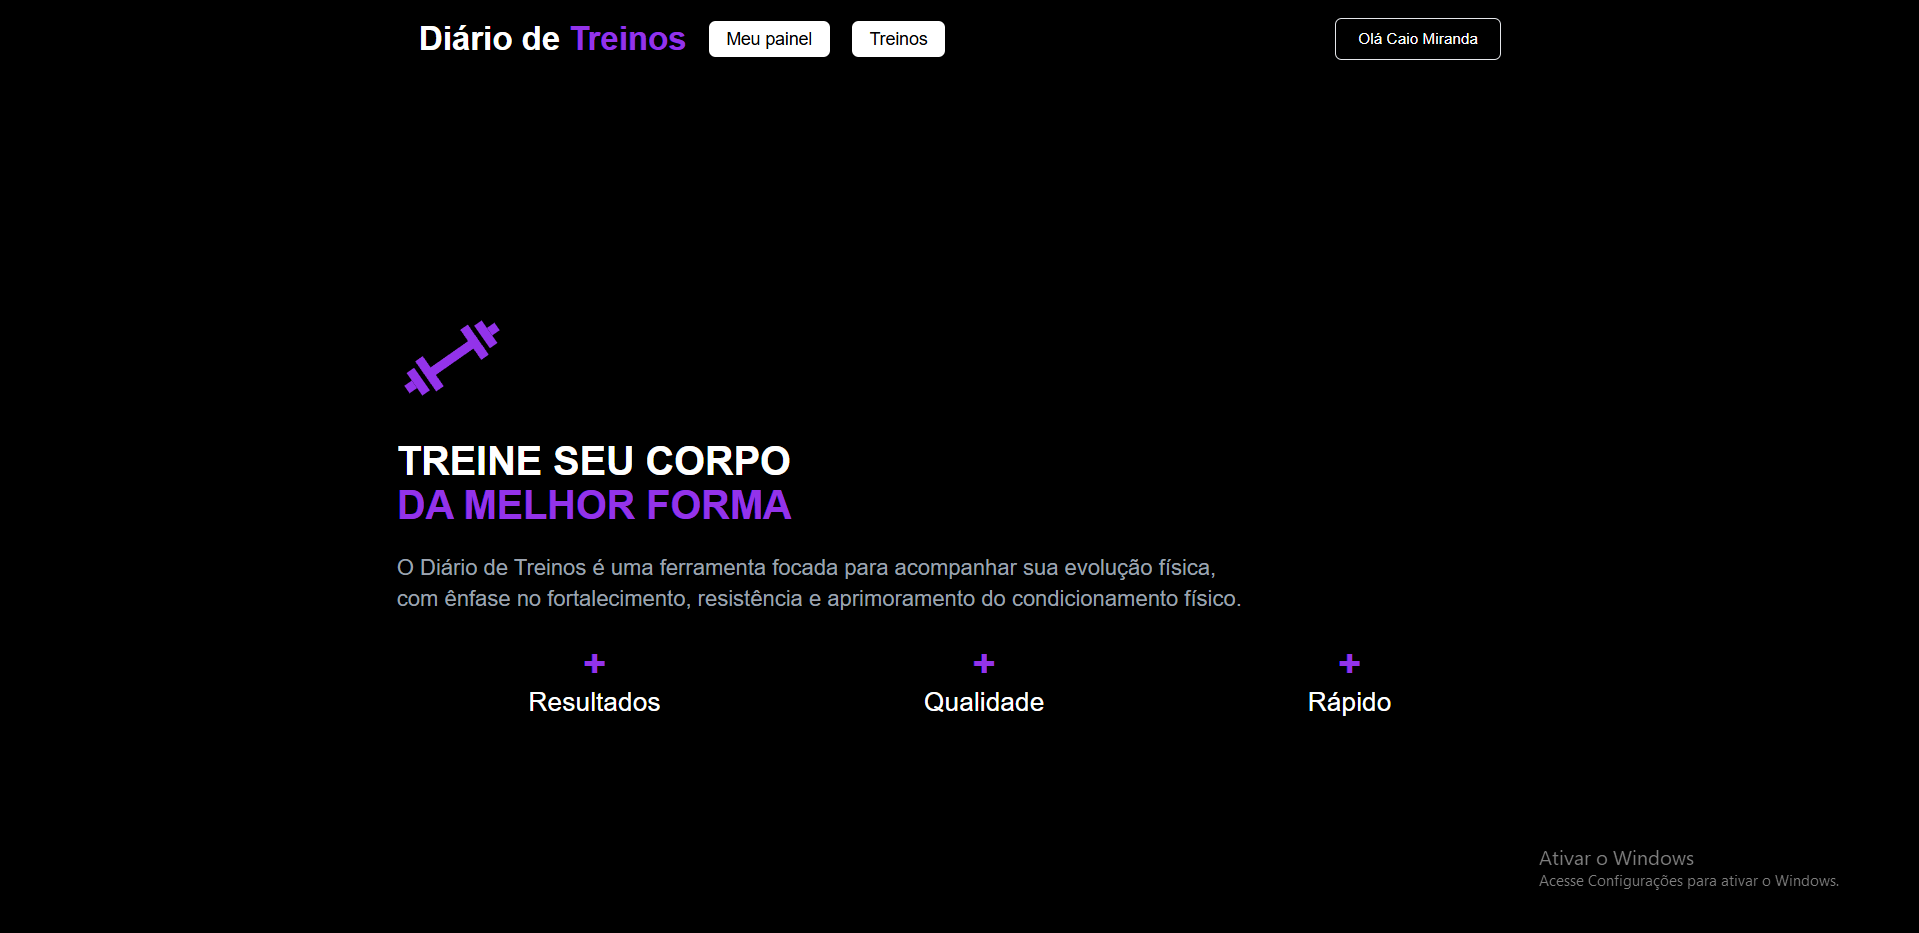 Diário de Treinos Meu painel Treinos Olá Caio Miranda
TREINE SEU CORPO
DA MELHOR FORMA
O Diário de Treinos é uma ferramenta focada para acompanhar sua evolução física,
com ênfase no fortalecimento, resistência e aprimoramento do condicionamento físico.
+ + +
Resultados Qualidade Rápido
Ativar o Windows
Acesse Configurações para ativar o Windows.